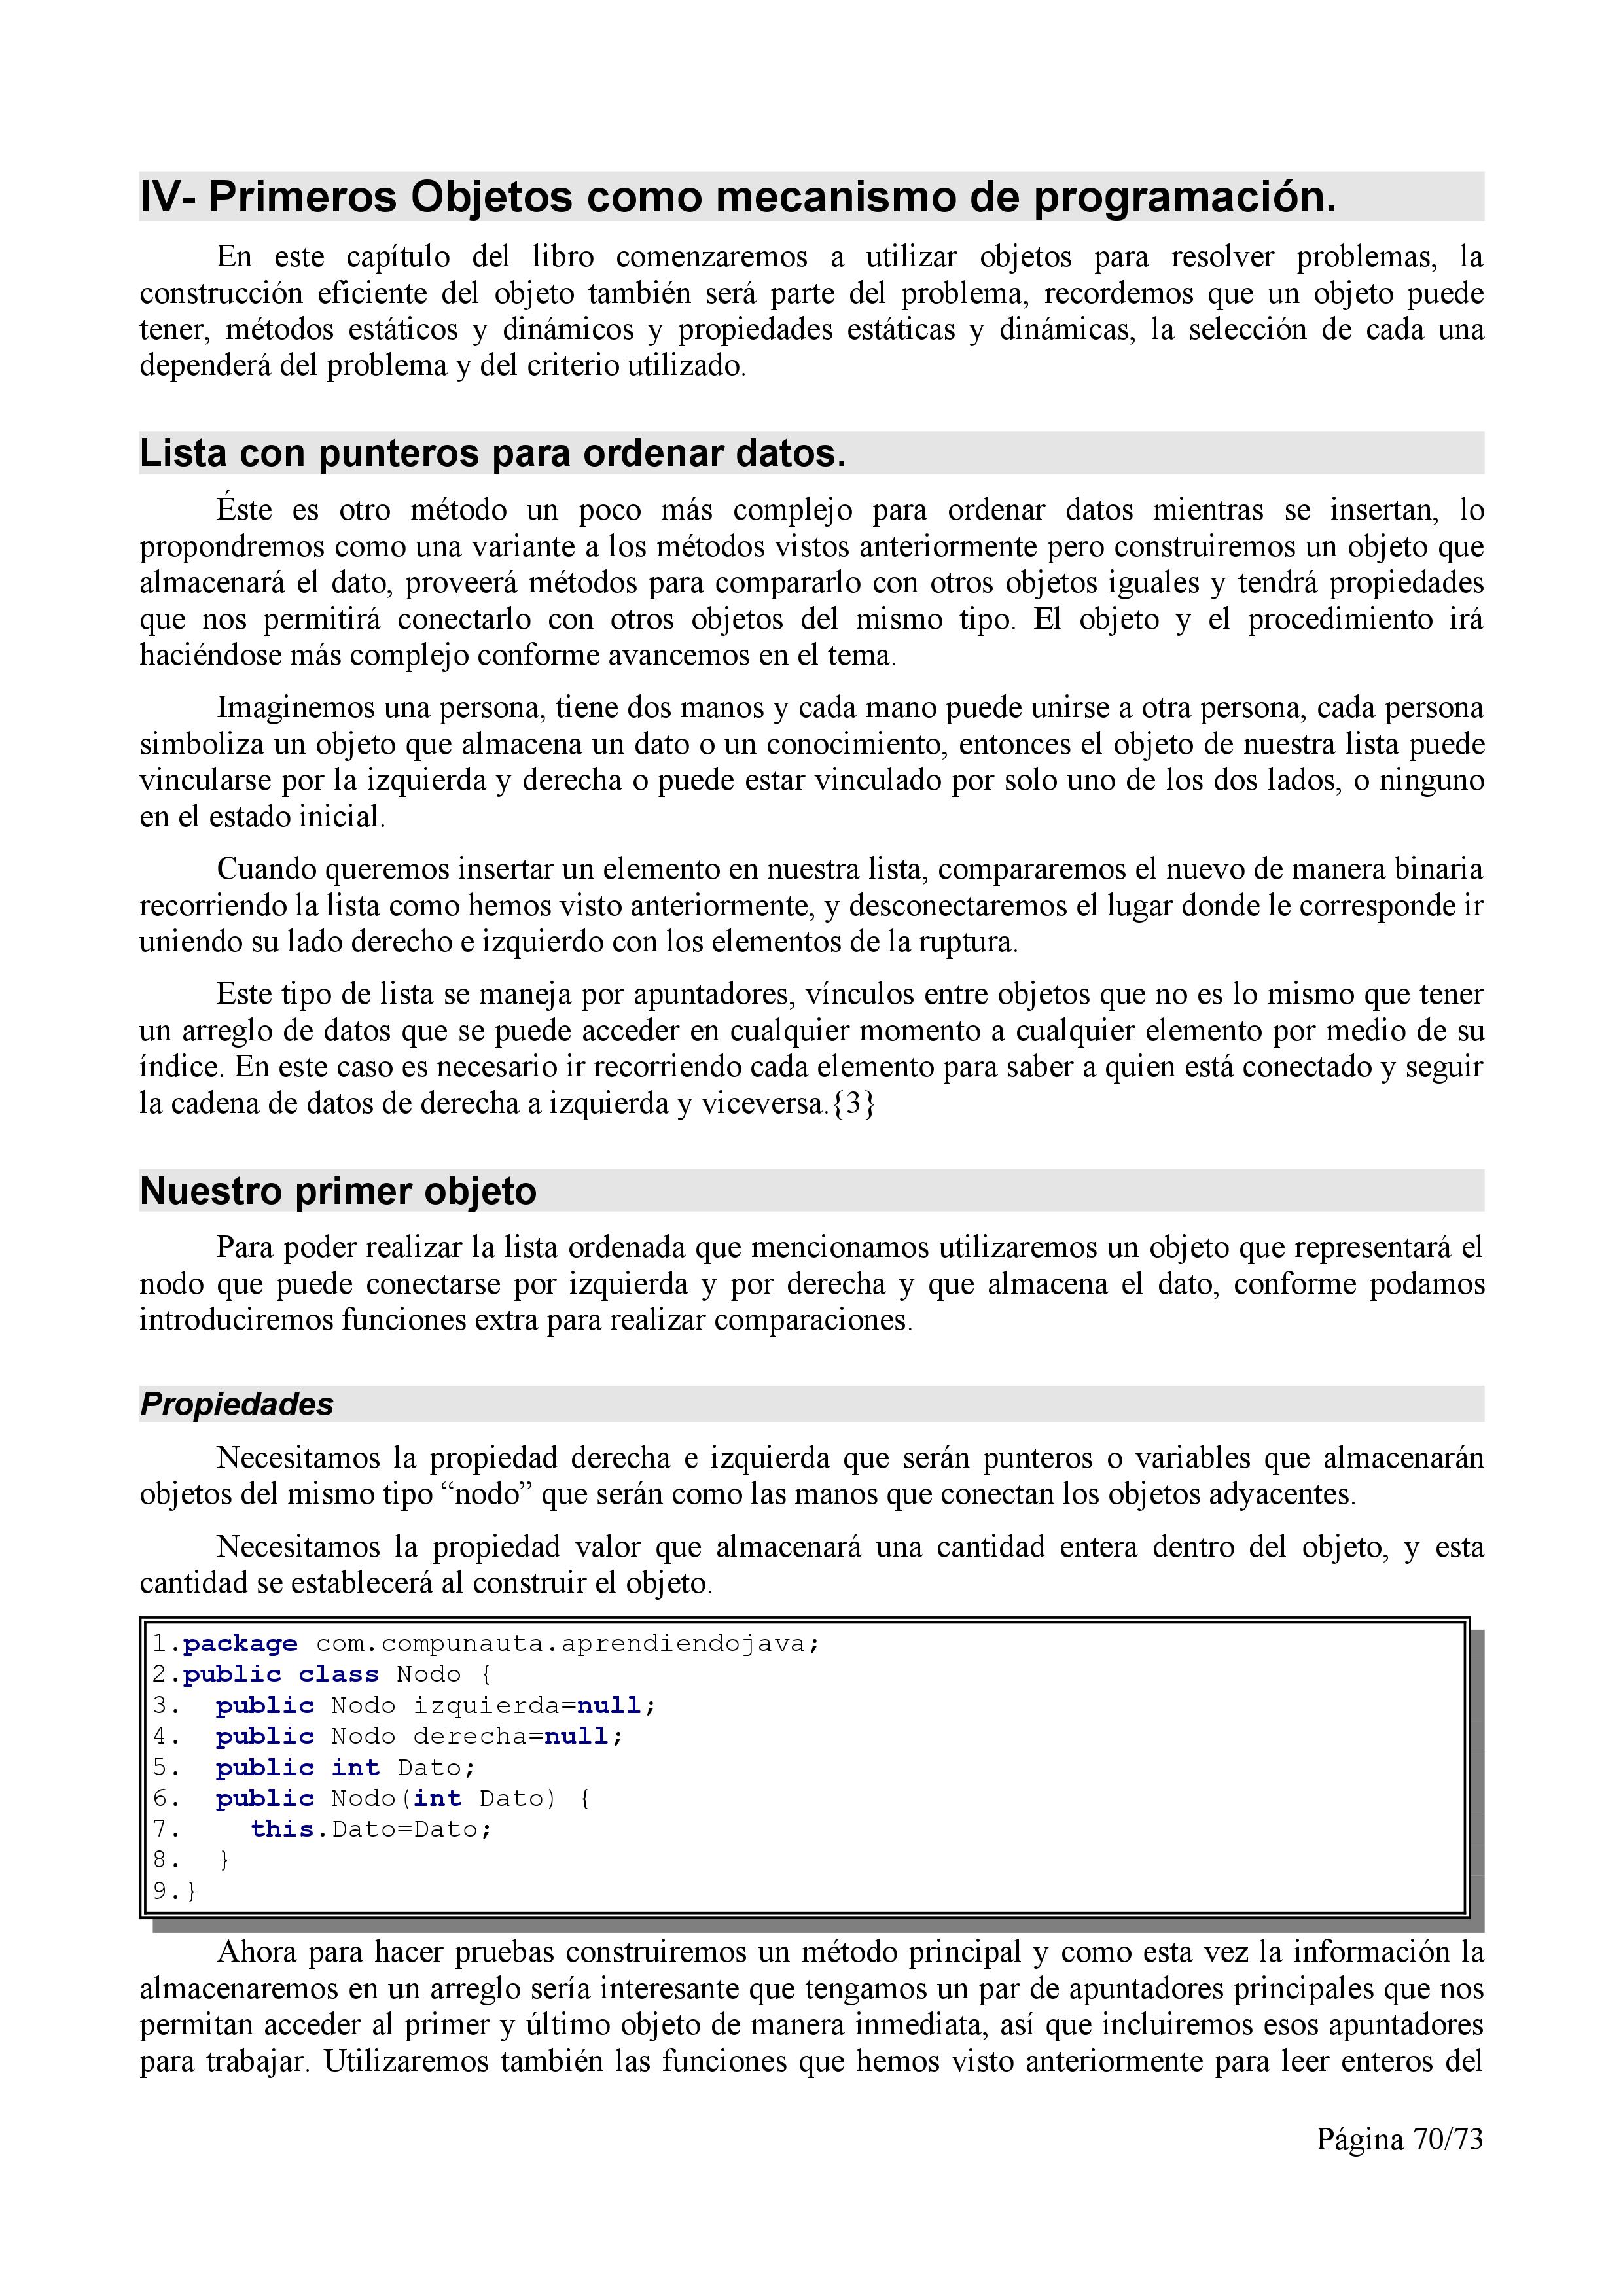 IV- Primeros Objetos como mecanismo de programación.
En este capítulo del libro comenzaremos a utilizar objetos para resolver problemas, la
construcción eficiente del objeto también será parte del problema, recordemos que un objeto puede
tener, métodos estáticos y dinámicos y propiedades estáticas y dinámicas, la selección de cada una
dependerá del problema y del criterio utilizado.
Lista con punteros para ordenar datos.
Éste es otro método un poco más complejo para ordenar datos mientras se insertan, lo
propondremos como una variante a los métodos vistos anteriormente pero construiremos un objeto que
almacenará el dato, proveerá métodos para compararlo con otros objetos iguales y tendrá propiedades
que nos permitirá conectarlo con otros objetos del mismo tipo. El objeto y el procedimiento irá
haciéndose más complejo conforme avancemos en el tema.
Imaginemos una persona, tiene dos manos y cada mano puede unirse a otra persona, cada persona
simboliza un objeto que almacena un dato o un conocimiento, entonces el objeto de nuestra lista puede
vincularse por la izquierda y derecha o puede estar vinculado por solo uno de los dos lados, o ninguno
en el estado inicial.
Cuando queremos insertar un elemento en nuestra lista, compararemos el nuevo de manera binaria
recorriendo la lista como hemos visto anteriormente, y desconectaremos el lugar donde le corresponde ir
uniendo su lado derecho e izquierdo con los elementos de la ruptura.
Este tipo de lista se maneja por apuntadores, vínculos entre objetos que no es lo mismo que tener
un arreglo de datos que se puede acceder en cualquier momento a cualquier elemento por medio de su
índice. En este caso es necesario ir recorriendo cada elemento para saber a quien está conectado y seguir
la cadena de datos de derecha a izquierda y viceversa.{3}
Nuestro primer objeto
Para poder realizar la lista ordenada que mencionamos utilizaremos un objeto que representará el
nodo que puede conectarse por izquierda y por derecha y que almacena el dato, conforme podamos
introduciremos funciones extra para realizar comparaciones.
Propiedades
Necesitamos la propiedad derecha e izquierda que serán punteros o variables que almacenarán
objetos del mismo tipo “nodo” que serán como las manos que conectan los objetos adyacentes.
Necesitamos la propiedad valor que almacenará una cantidad entera dentro del objeto, y esta
cantidad se establecerá al construir el objeto.
1.package com.compunauta.aprendiendojava;
2.public class Nodo {
3.  public Nodo izquierda=null;
4.  public Nodo derecha=null;
5.  public int Dato;
6.  public Nodo(int Dato) {
7.    this.Dato=Dato;
8.  }
9.}
Ahora para hacer pruebas construiremos un método principal y como esta vez la información la
almacenaremos en un arreglo sería interesante que tengamos un par de apuntadores principales que nos
permitan acceder al primer y último objeto de manera inmediata, así que incluiremos esos apuntadores
para trabajar. Utilizaremos también las funciones que hemos visto anteriormente para leer enteros del
Página 70/73